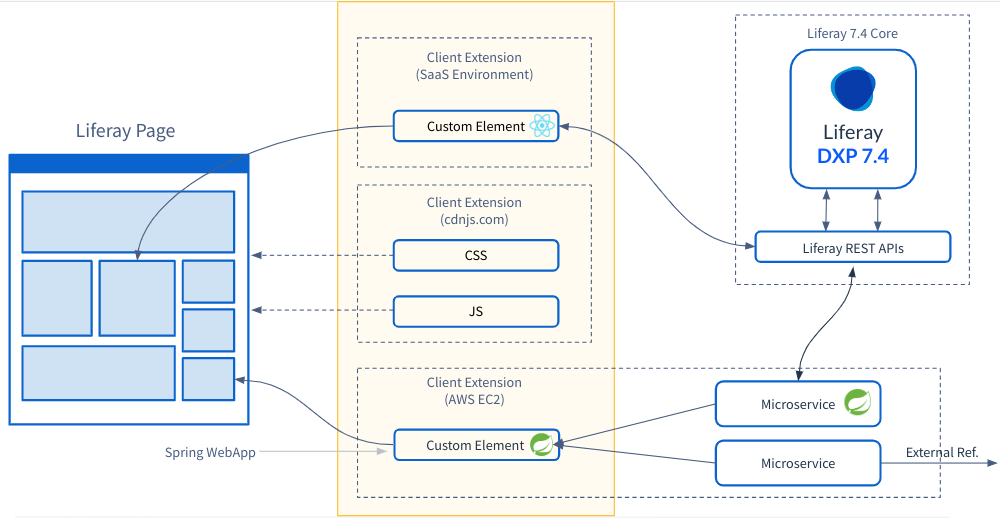 Liferay Page
Client Extension
(SaaS Environment)
Custom Element
Client Extension
(cdnjs.com)
CSS
JS
Client Extension
(AWS EC2)
Custom Element
Spring WebApp
Liferay 7.4 Core
Liferay
DXP 7.4
Liferay REST APIs
Microservice
Microservice
External Ref.